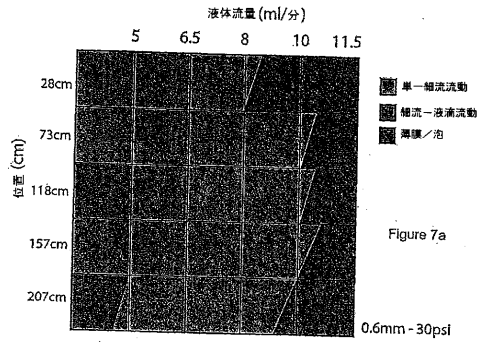 液体流量(ml/分)
5 6.5 8 10 11.5
位置(cm)
28cm
73cm
118cm
157cm
207cm
單一細流流動
細流－液滴流動
薄膜／泡
Figure 7a
0.6mm - 30psi